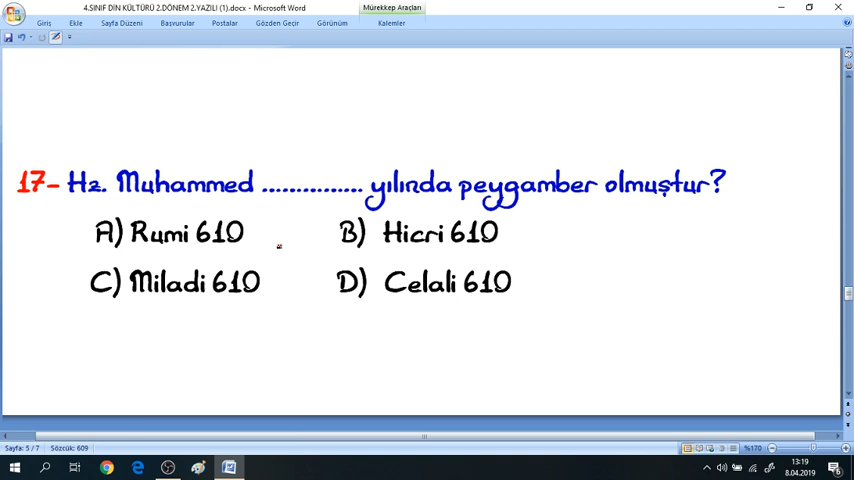 4.SINIF DİN KÜLTÜRÜ 2.DÖNEM 2.YAZILI (1).docx - Microsoft Word
Mürekkep Araçları
Giriş Ekle Sayfa Düzeni Başvurular Postalar Gözden Geçir Görünüm Kalemler
17- Hz. Muhammed ............... yılında peygamber olmuştur?
A) Rumi 610 B) Hicri 610
C) Miladi 610 D) Celali 610
Sayfa: 5 / 7 Sözcük: 609 %170
13:19
8.04.2019